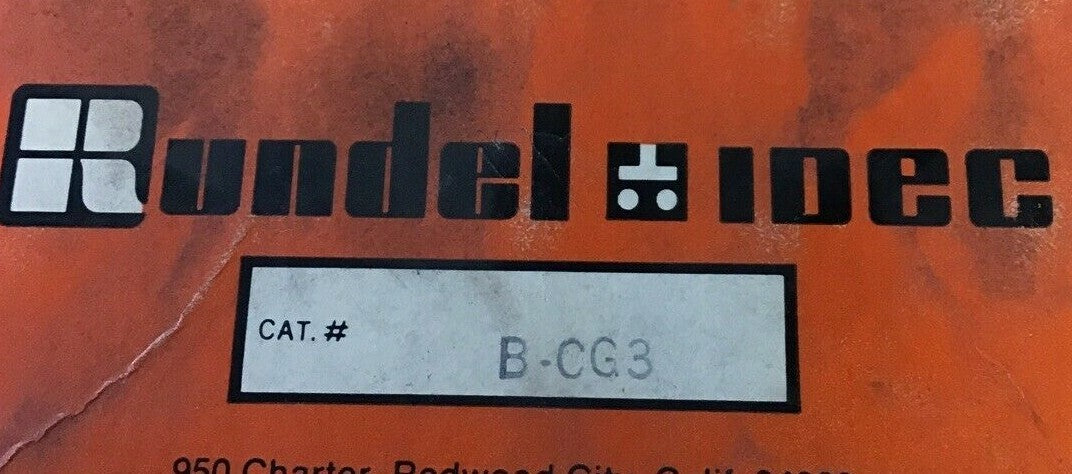 Rundel IDEC
CAT. # B-CG3
950 Charter, Redwood City, Calif.